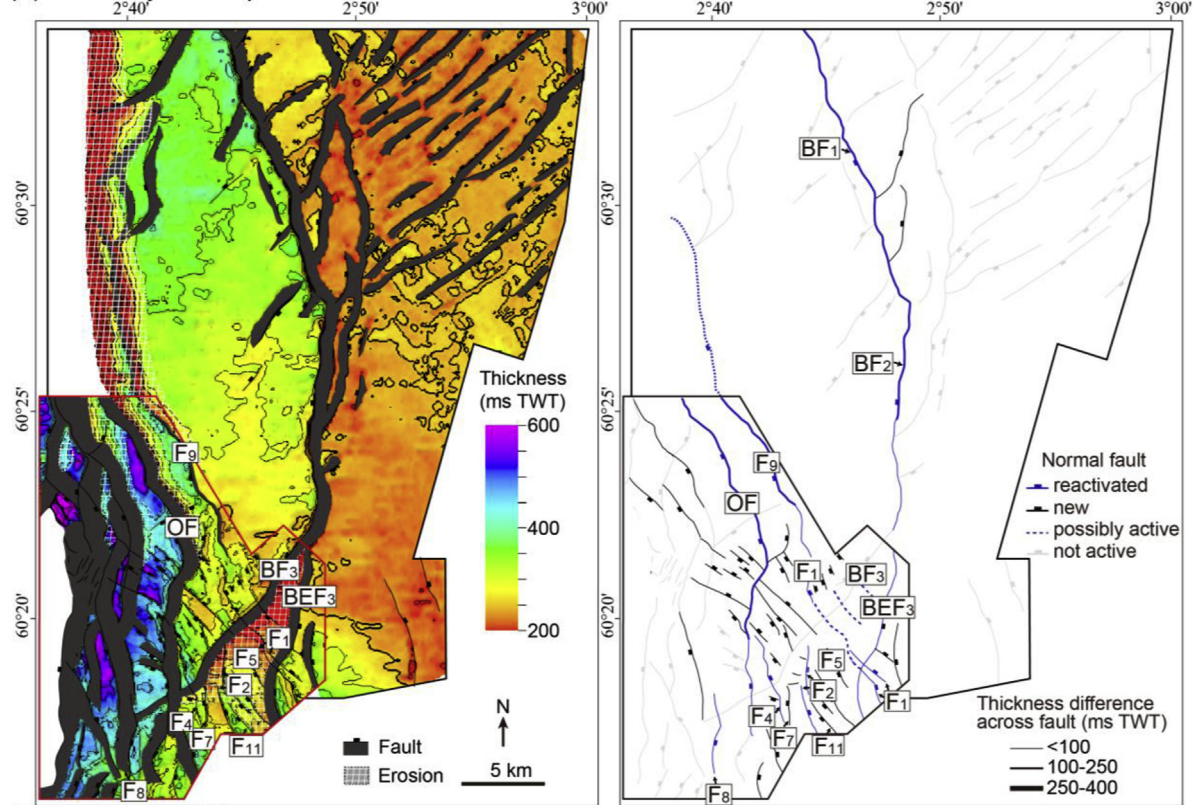 2°40'
2°50'
3°00'
2°40'
2°50'
3°00'
60°30'
60°25'
60°20'
F9
OF
BF3
BEF3
F1
F5
F2
F4
F7
F11
F8
Thickness
(ms TWT)
600
400
200
N
5 km
Fault
Erosion
60°30'
60°25'
60°20'
BF1
BF2
F9
OF
F1
BF3
BEF3
F5
F2
F1
F4
F7
F11
F8
Normal fault
reactivated
new
possibly active
not active
Thickness difference
across fault (ms TWT)
<100
100-250
250-400